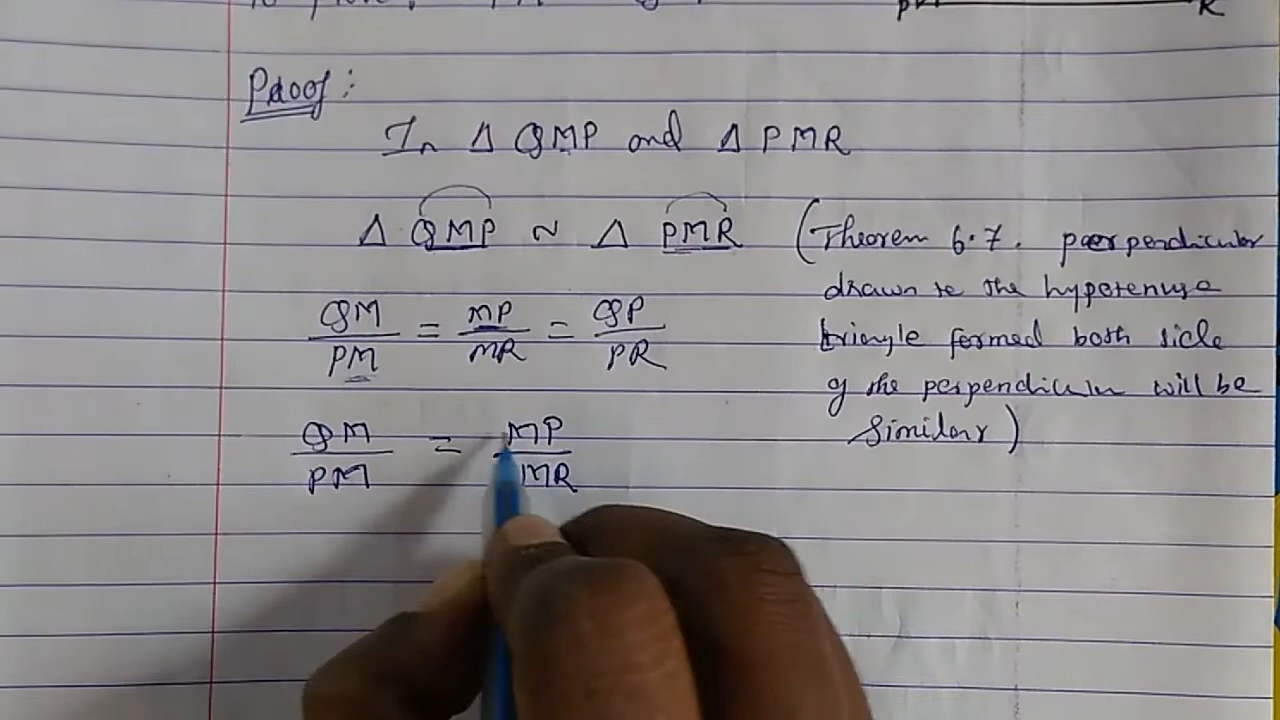 P R
Proof :
In Δ QMP and Δ PMR
Δ QMP ~ Δ PMR (Theorem 6.7. perpendicular
drawn to the hypotenuse
QM/PM = MP/MR = QP/PR triangle formed both side
of the perpendicular will be
QM/PM = MP/MR Similar)